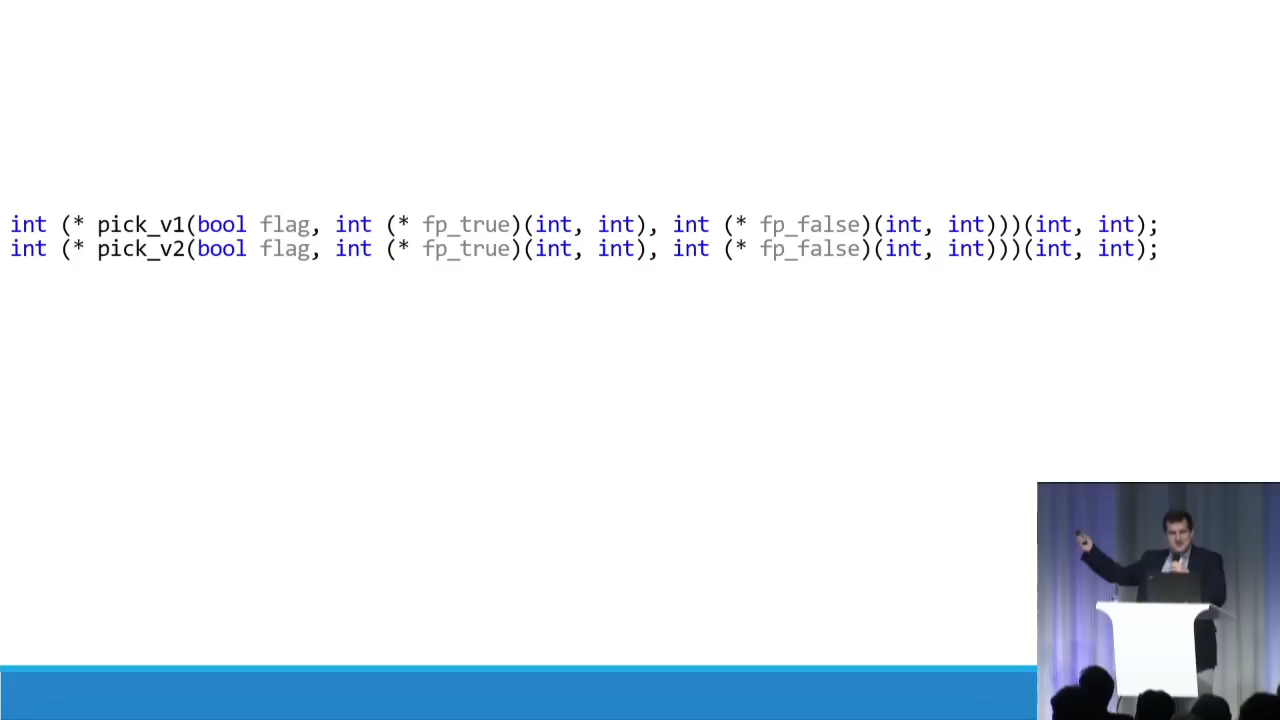 int (* pick_v1(bool flag, int (* fp_true)(int, int), int (* fp_false)(int, int)))(int, int);
int (* pick_v2(bool flag, int (* fp_true)(int, int), int (* fp_false)(int, int)))(int, int);